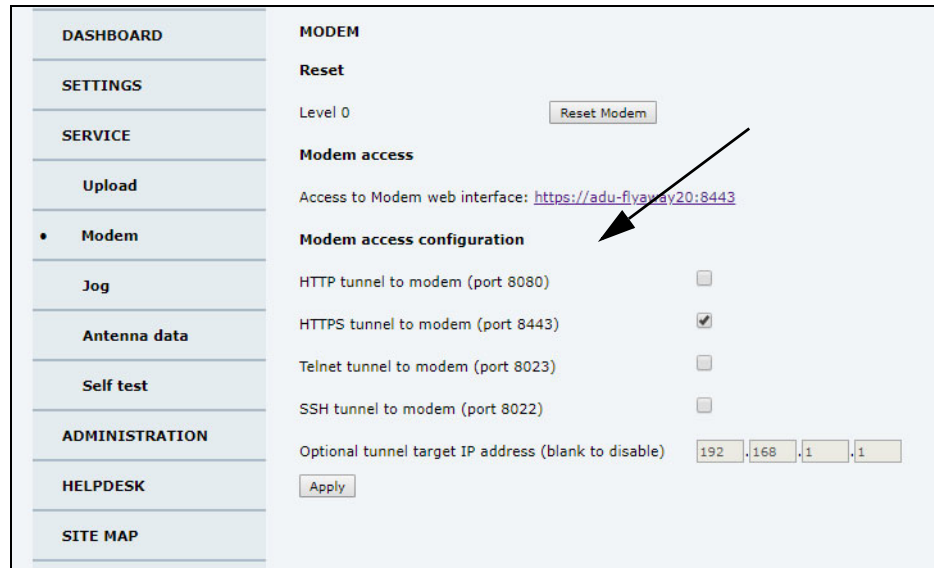 DASHBOARD
SETTINGS
SERVICE
Upload
• Modem
Jog
Antenna data
Self test
ADMINISTRATION
HELPDESK
SITE MAP
MODEM
Reset
Level 0 Reset Modem
Modem access
Access to Modem web interface: https://adu-flyaway20:8443
Modem access configuration
HTTP tunnel to modem (port 8080)
HTTPS tunnel to modem (port 8443)
Telnet tunnel to modem (port 8023)
SSH tunnel to modem (port 8022)
Optional tunnel target IP address (blank to disable) 192 .168 .1 .1
Apply